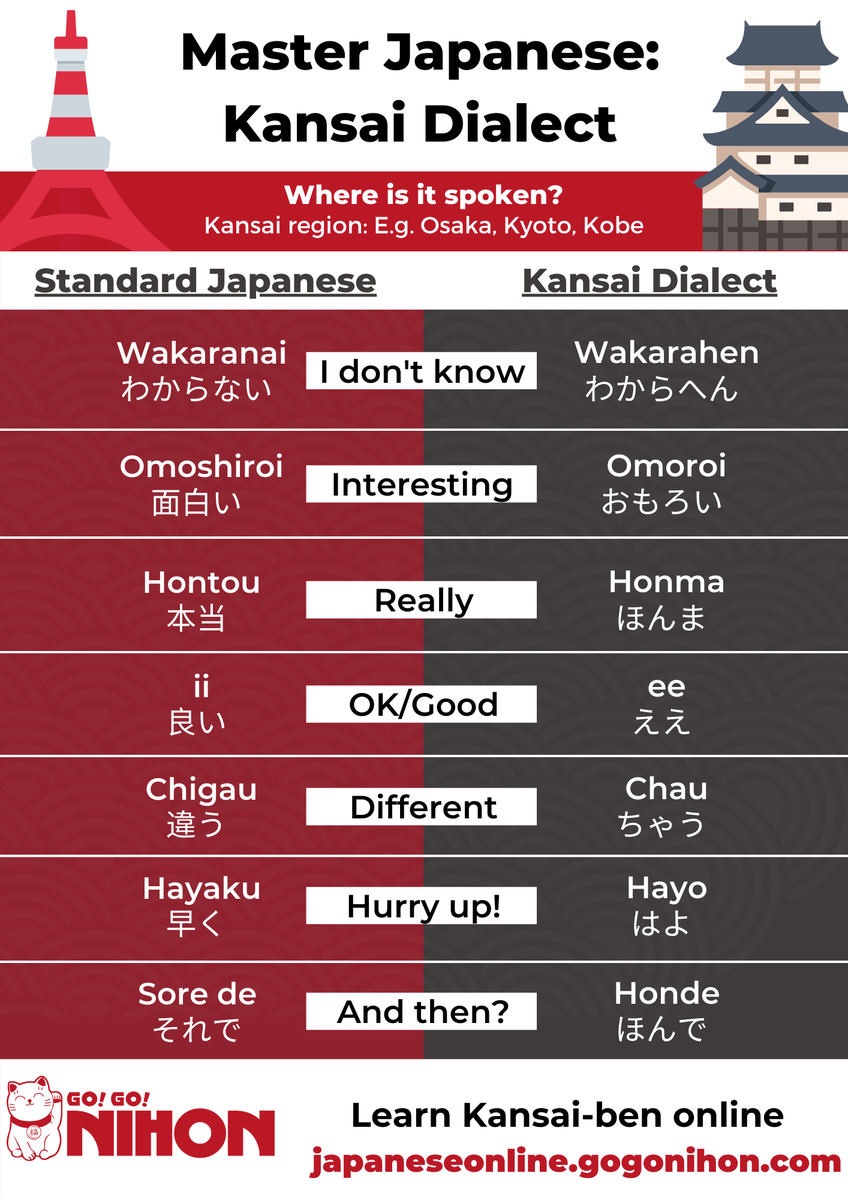 Master Japanese:
Kansai Dialect
Where is it spoken?
Kansai region: E.g. Osaka, Kyoto, Kobe
Standard Japanese
Kansai Dialect
Wakaranai
わからない
I don't know
Wakarahen
わからへん
Omoshiroi
面白い
Interesting
Omoroi
おもろい
Hontou
本当
Really
Honma
ほんま
ii
良い
OK/Good
ee
ええ
Chigau
違う
Different
Chau
ちゃう
Hayaku
早く
Hurry up!
Hayo
はよ
Sore de
それで
And then?
Honde
ほんで
GO! GO!
NIHON
福
Learn Kansai-ben online
japaneseonline.gogonihon.com